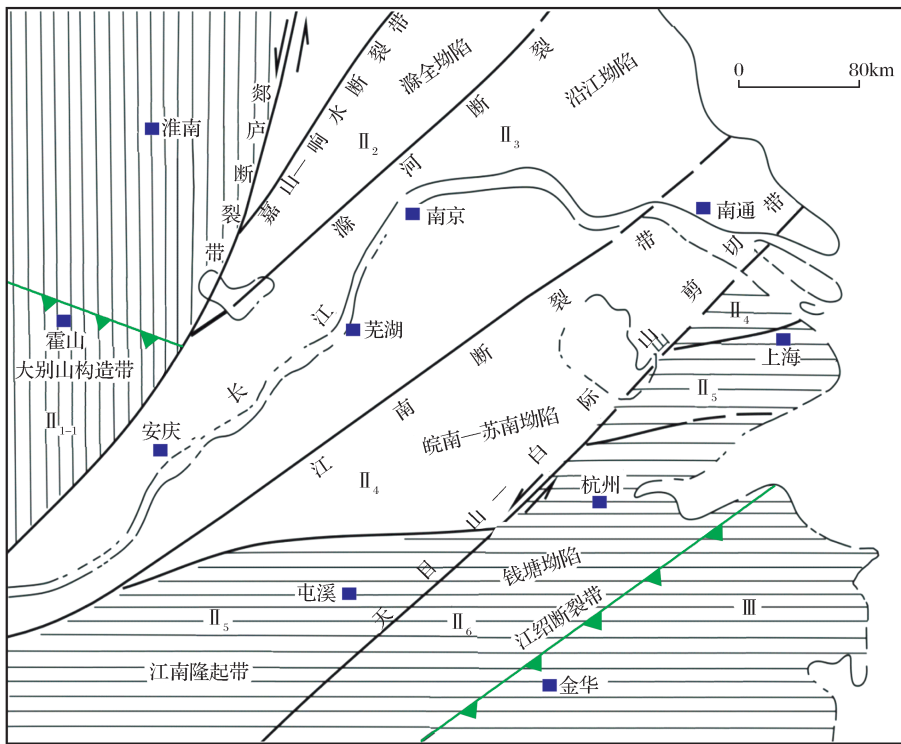 0 80km
郯庐断裂带
嘉山—响水断裂带
滁全坳陷
滁河断裂
沿江坳陷
淮南
Ⅱ2
Ⅱ3
南京
南通
霍山
大别山构造带
Ⅱ1-1
芜湖
长江
江南断裂带
Ⅱ4
上海
Ⅱ5
安庆
皖南—苏南坳陷
Ⅱ4
天目山—白际山剪切带
杭州
钱塘坳陷
屯溪
Ⅱ5
Ⅱ6
江绍断裂带
Ⅲ
江南隆起带
金华